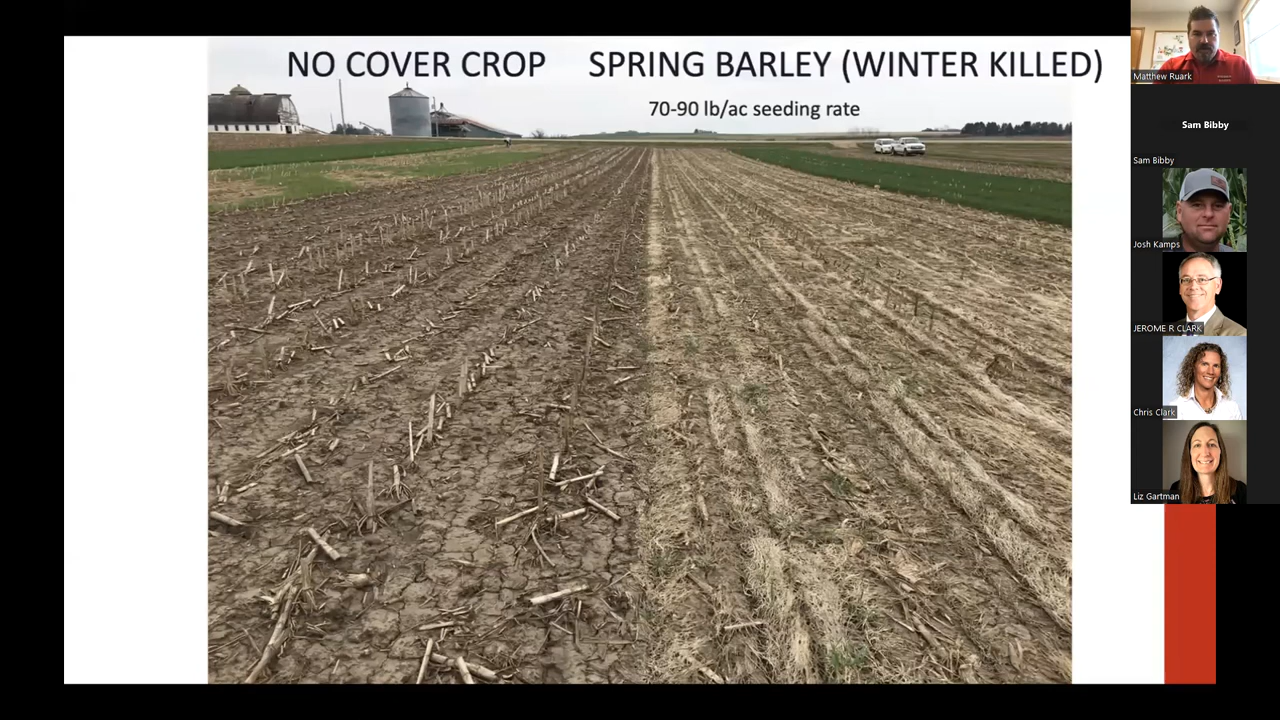 NO COVER CROP
SPRING BARLEY (WINTER KILLED)
70-90 lb/ac seeding rate
Matthew Ruark
Sam Bibby
Sam Bibby
Josh Kamps
JEROME R CLARK
Chris Clark
Liz Gartman